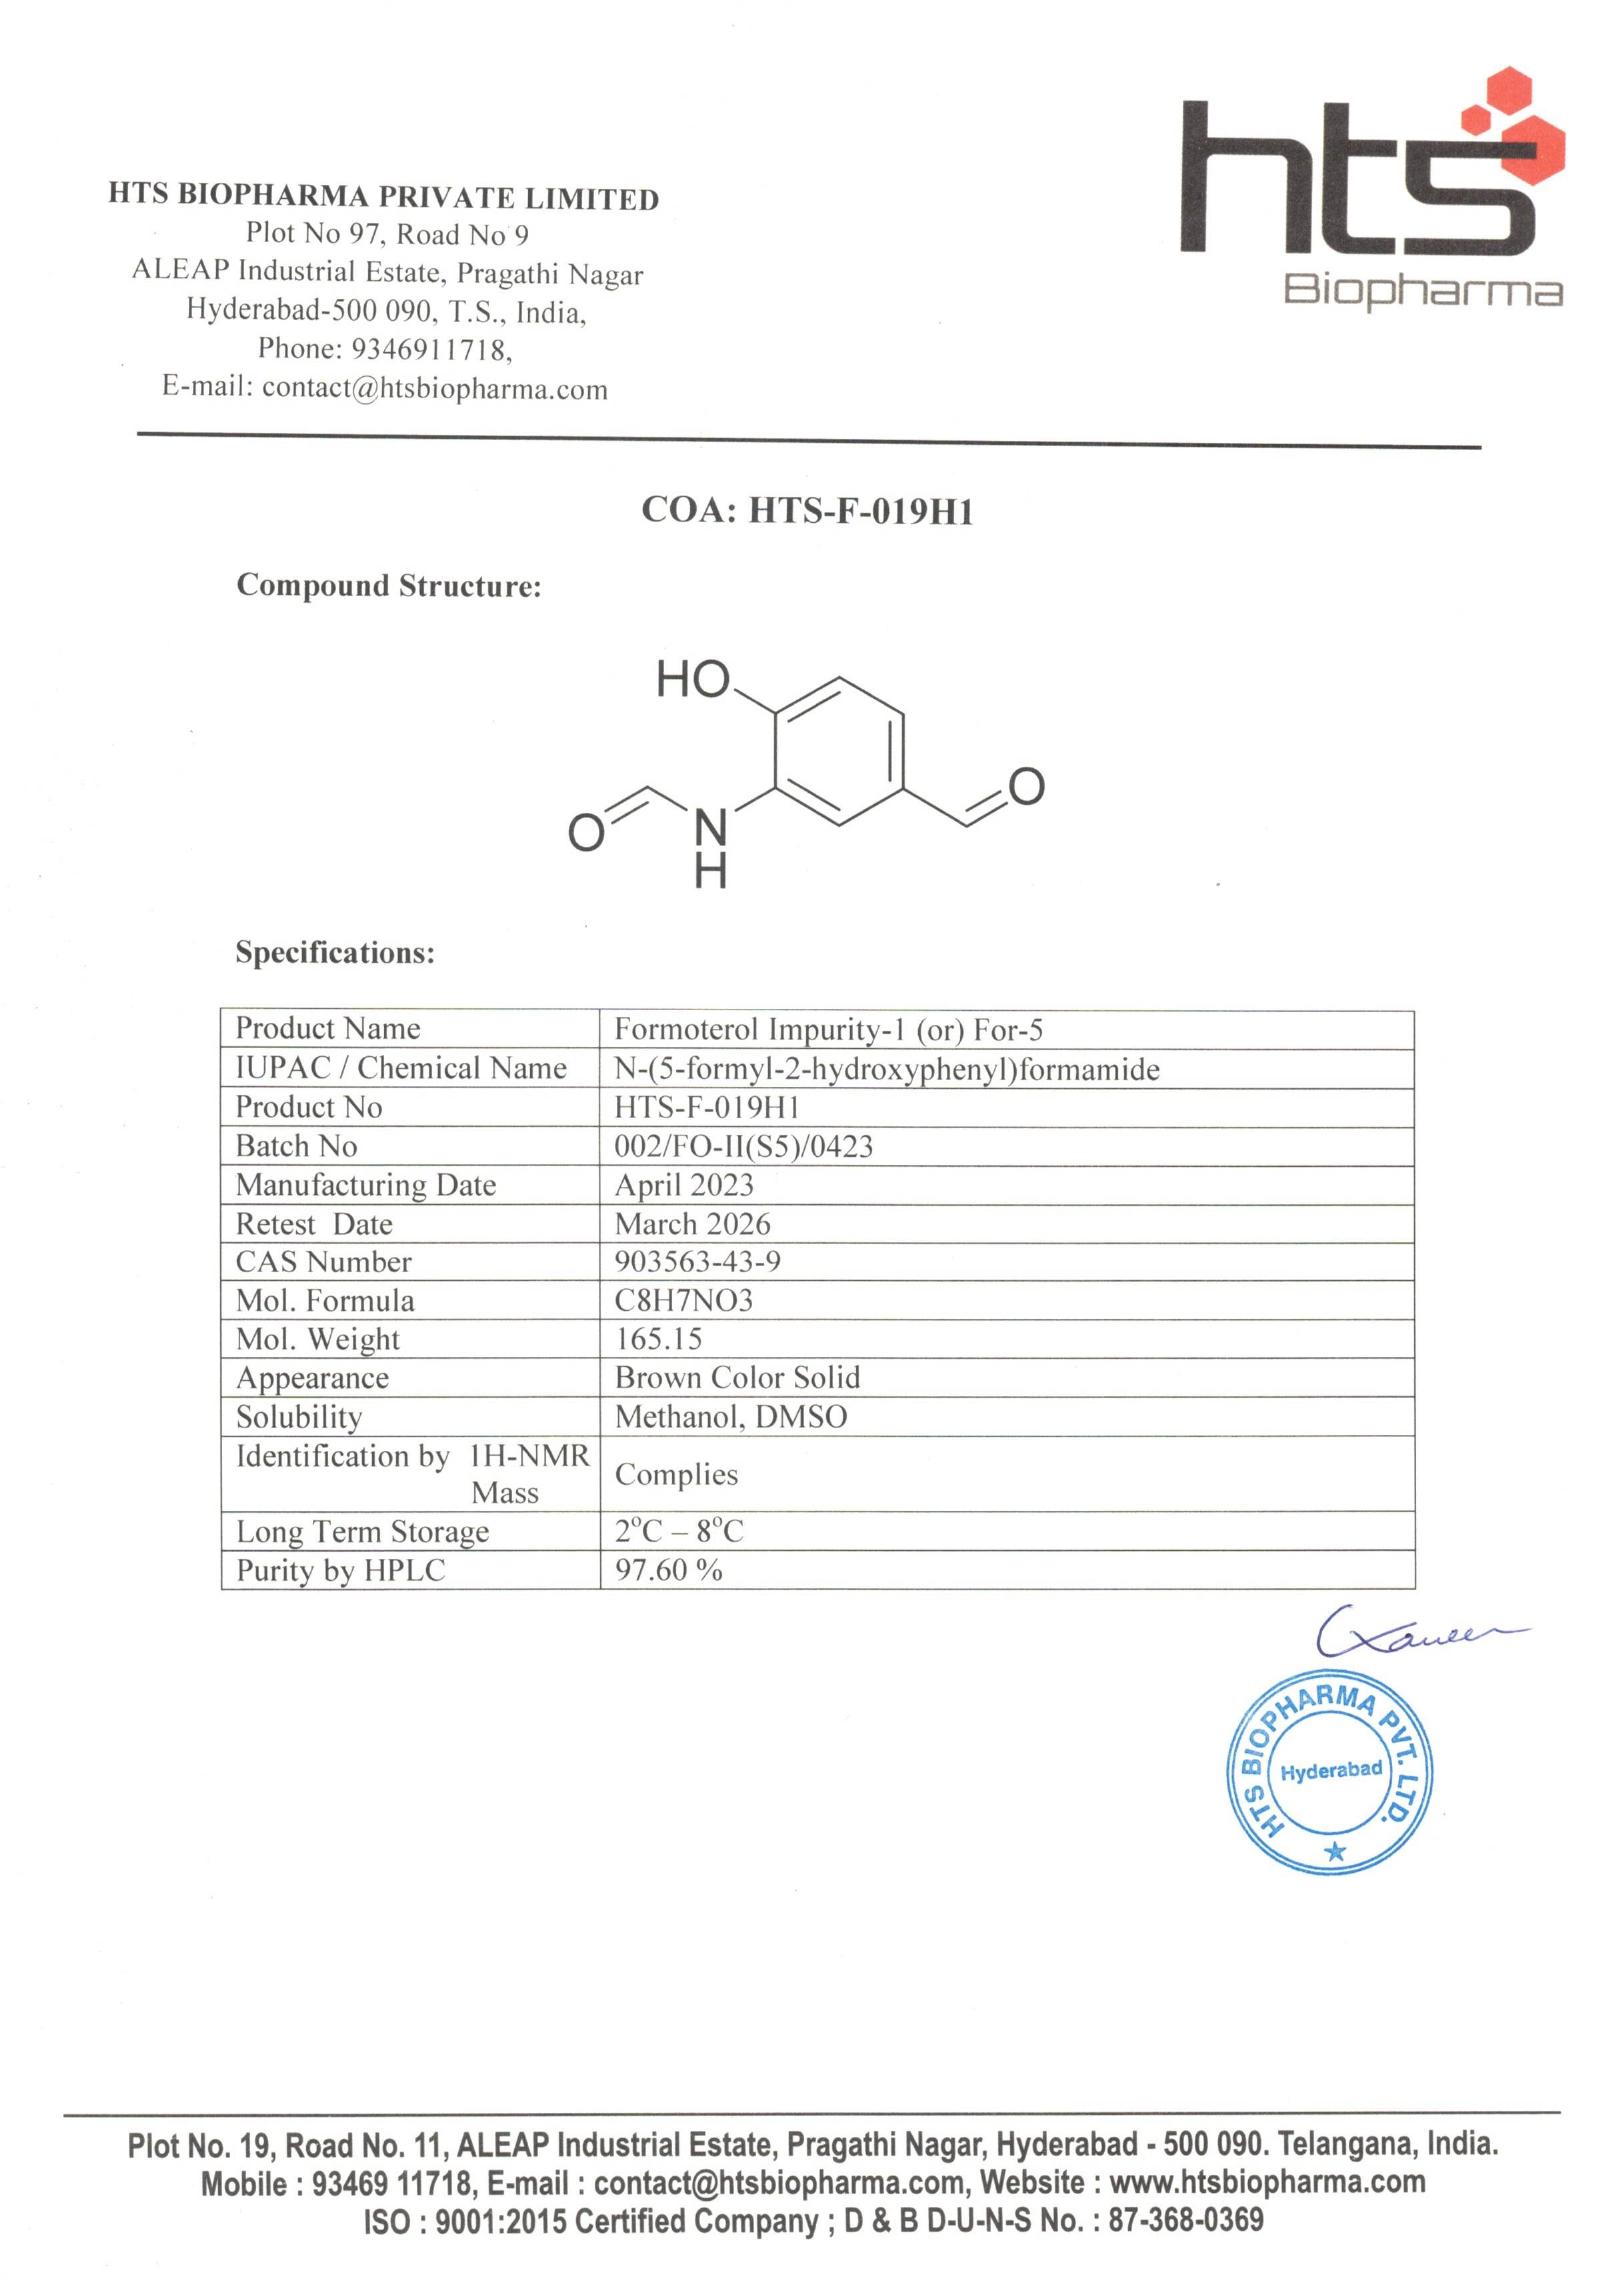 hts
Biopharma
HTS BIOPHARMA PRIVATE LIMITED
Plot No 97, Road No 9
ALEAP Industrial Estate, Pragathi Nagar
Hyderabad-500 090, T.S., India,
Phone: 9346911718,
E-mail: contact@htsbiopharma.com
COA: HTS-F-019H1
Compound Structure:
HO
O
O
N
H
Specifications:
Product Name Formoterol Impurity-1 (or) For-5
IUPAC / Chemical Name N-(5-formyl-2-hydroxyphenyl)formamide
Product No HTS-F-019H1
Batch No 002/FO-II(S5)/0423
Manufacturing Date April 2023
Retest Date March 2026
CAS Number 903563-43-9
Mol. Formula C8H7NO3
Mol. Weight 165.15
Appearance Brown Color Solid
Solubility Methanol, DMSO
Identification by 1H-NMR
Mass Complies
Long Term Storage 2°C – 8°C
Purity by HPLC 97.60 %
HTS BIOPHARMA PVT. LTD.
Hyderabad
Plot No. 19, Road No. 11, ALEAP Industrial Estate, Pragathi Nagar, Hyderabad - 500 090. Telangana, India.
Mobile : 93469 11718, E-mail : contact@htsbiopharma.com, Website : www.htsbiopharma.com
ISO : 9001:2015 Certified Company ; D & B D-U-N-S No. : 87-368-0369